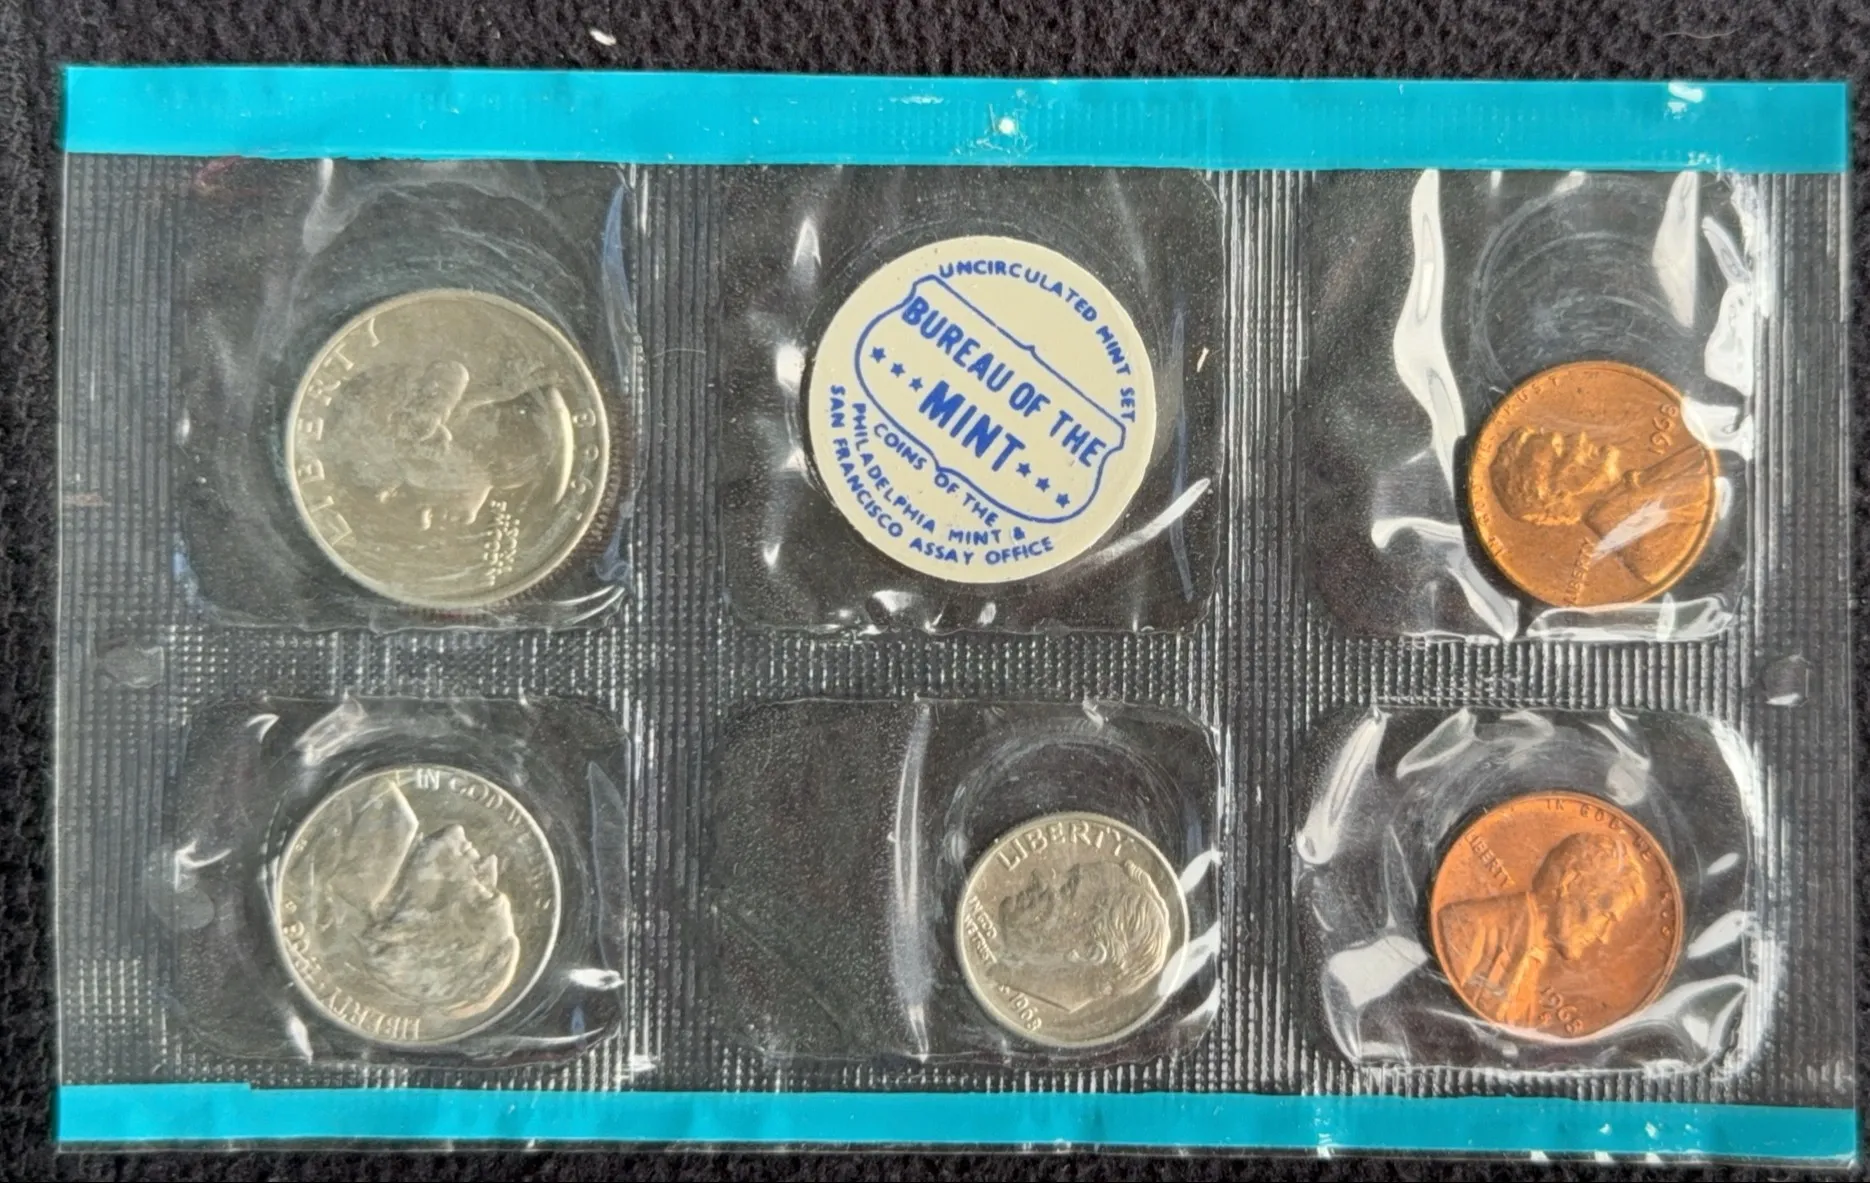 LIBERTY
1968
IN GOD WE
TRUST
UNCIRCULATED MINT SET
BUREAU OF THE
MINT
COINS OF THE
PHILADELPHIA MINT &
SAN FRANCISCO ASSAY OFFICE
1968
LIBERTY
IN GOD WE TRUST
LIBERTY
1968
LIBERTY
IN GOD
WE TRUST
1968
IN GOD WE TRUST
LIBERTY
1968
S